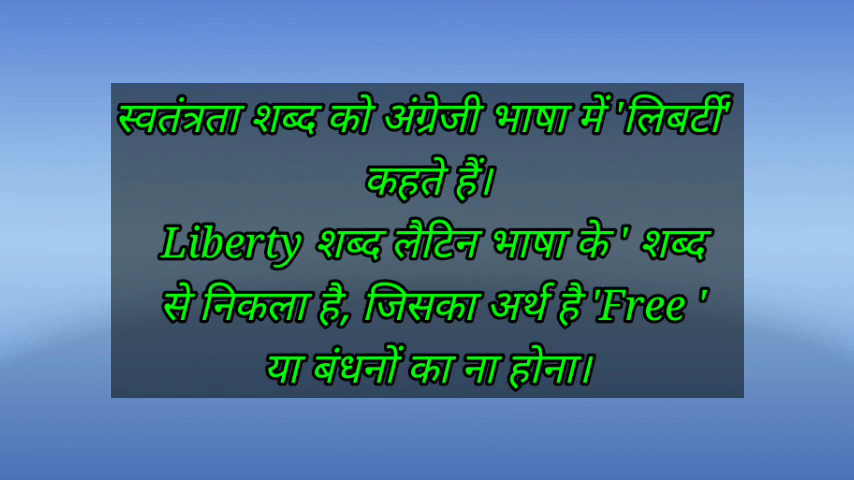 स्वतंत्रता शब्द को अंग्रेजी भाषा में 'लिबर्टी'
कहते हैं।
Liberty शब्द लैटिन भाषा के ' शब्द
से निकला है, जिसका अर्थ है 'Free '
या बंधनों का ना होना।